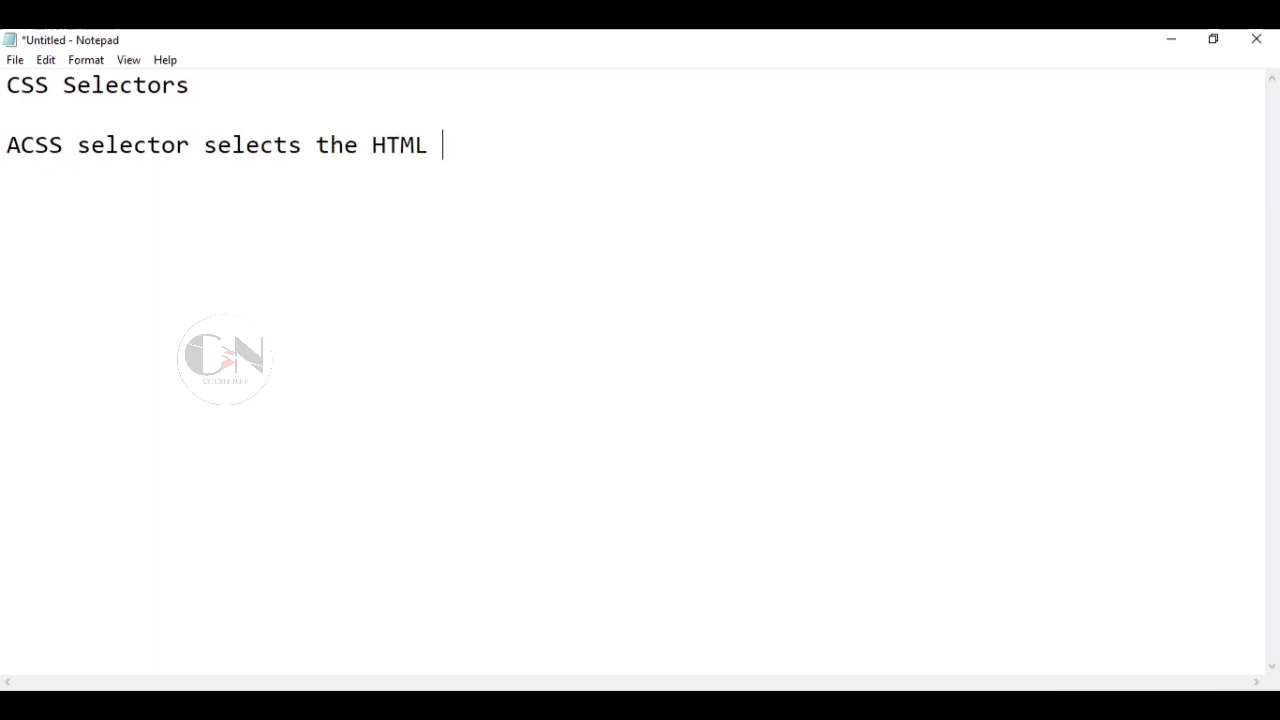 *Untitled - Notepad
File Edit Format View Help
CSS Selectors
ACSS selector selects the HTML